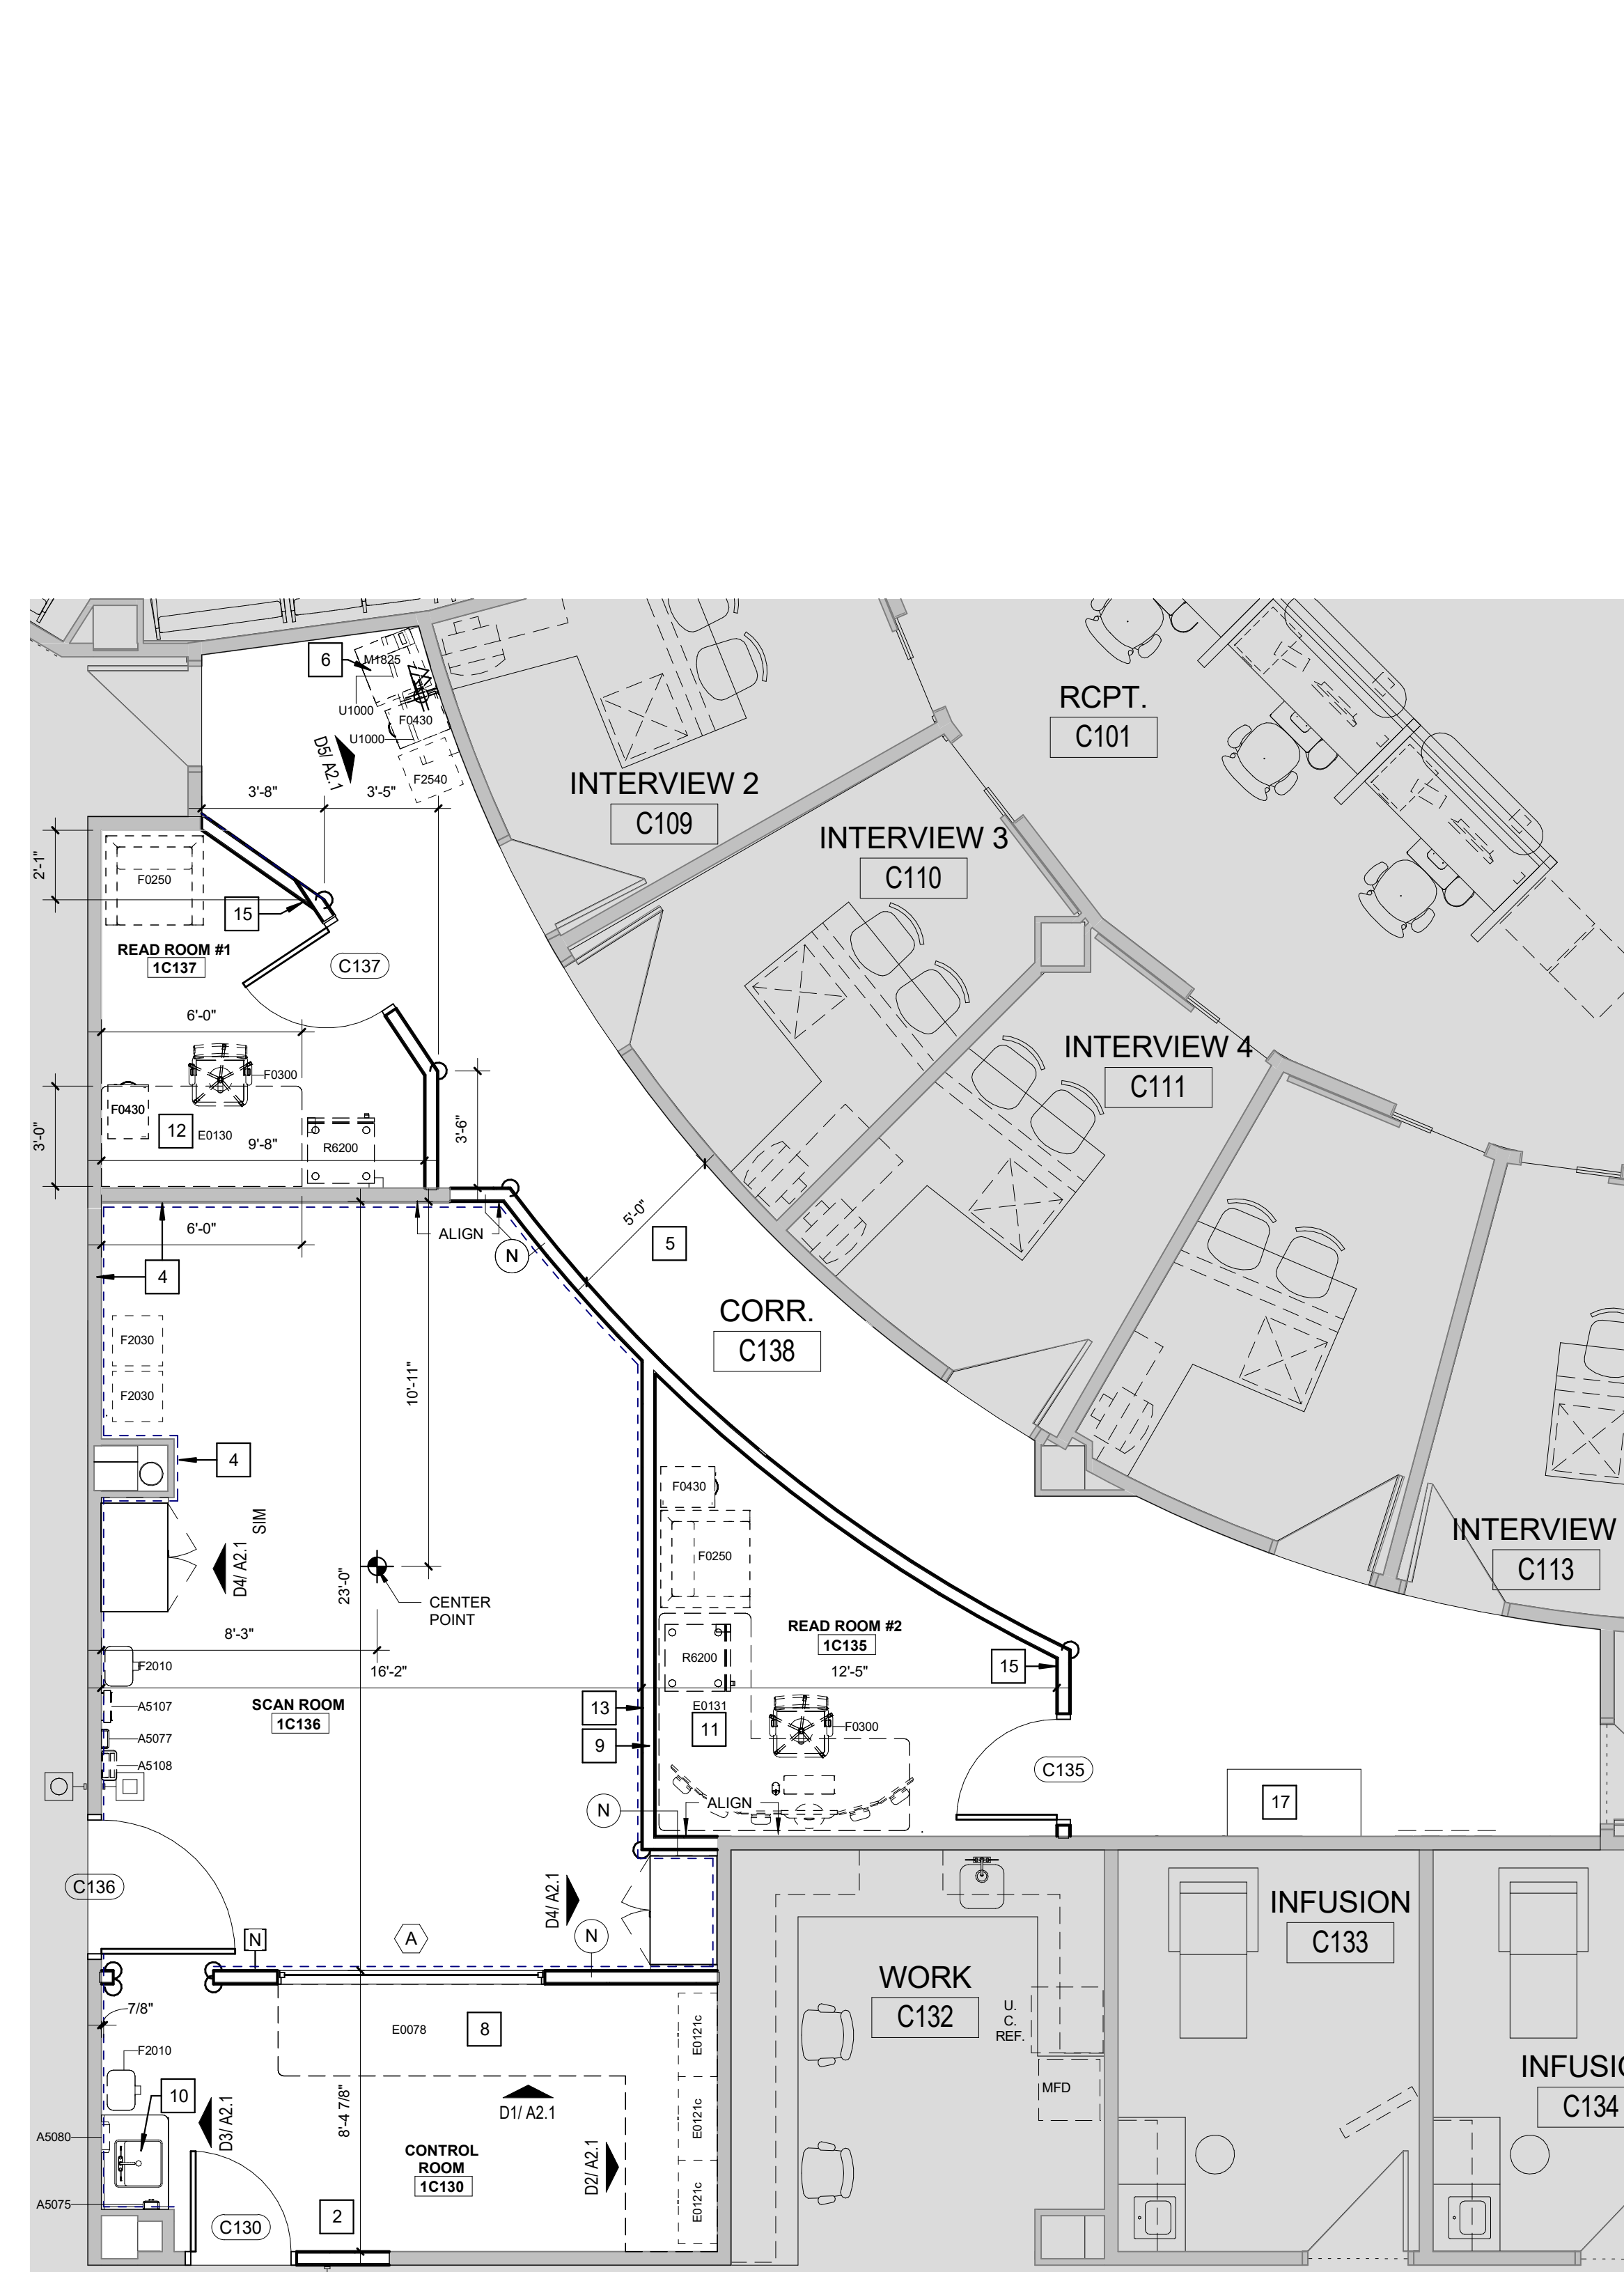 RCPT.
C101
6
M1825
U1000
F0430
U1000
F2540
D5/ A2.1
3'-8"
3'-5"
INTERVIEW 2
C109
INTERVIEW 3
C110
2'-1"
F0250
15
READ ROOM #1
1C137
C137
6'-0"
INTERVIEW 4
C111
F0300
F0430
12
E0130
3'-0"
9'-8"
R6200
3'-6"
5'-0"
5
6'-0"
ALIGN
N
4
CORR.
C138
F2030
F2030
10'-11"
4
SIM
D4/ A2.1
F0430
F0250
INTERVIEW
C113
23'-0"
CENTER
POINT
8'-3"
16'-2"
READ ROOM #2
1C135
12'-5"
15
F2010
R6200
SCAN ROOM
1C136
A5107
A5077
A5108
13
9
E0131
11
F0300
C135
N
ALIGN
17
C136
D4/ A2.1
N
A
N
INFUSION
C133
WORK
C132
U.
C.
REF.
7/8"
E0078
8
E0121c
F2010
INFUSIO
C134
MFD
10
D3/ A2.1
D1/ A2.1
8'-4 7/8"
E0121c
A5080
CONTROL
ROOM
1C130
D2/ A2.1
E0121c
A5075
C130
2